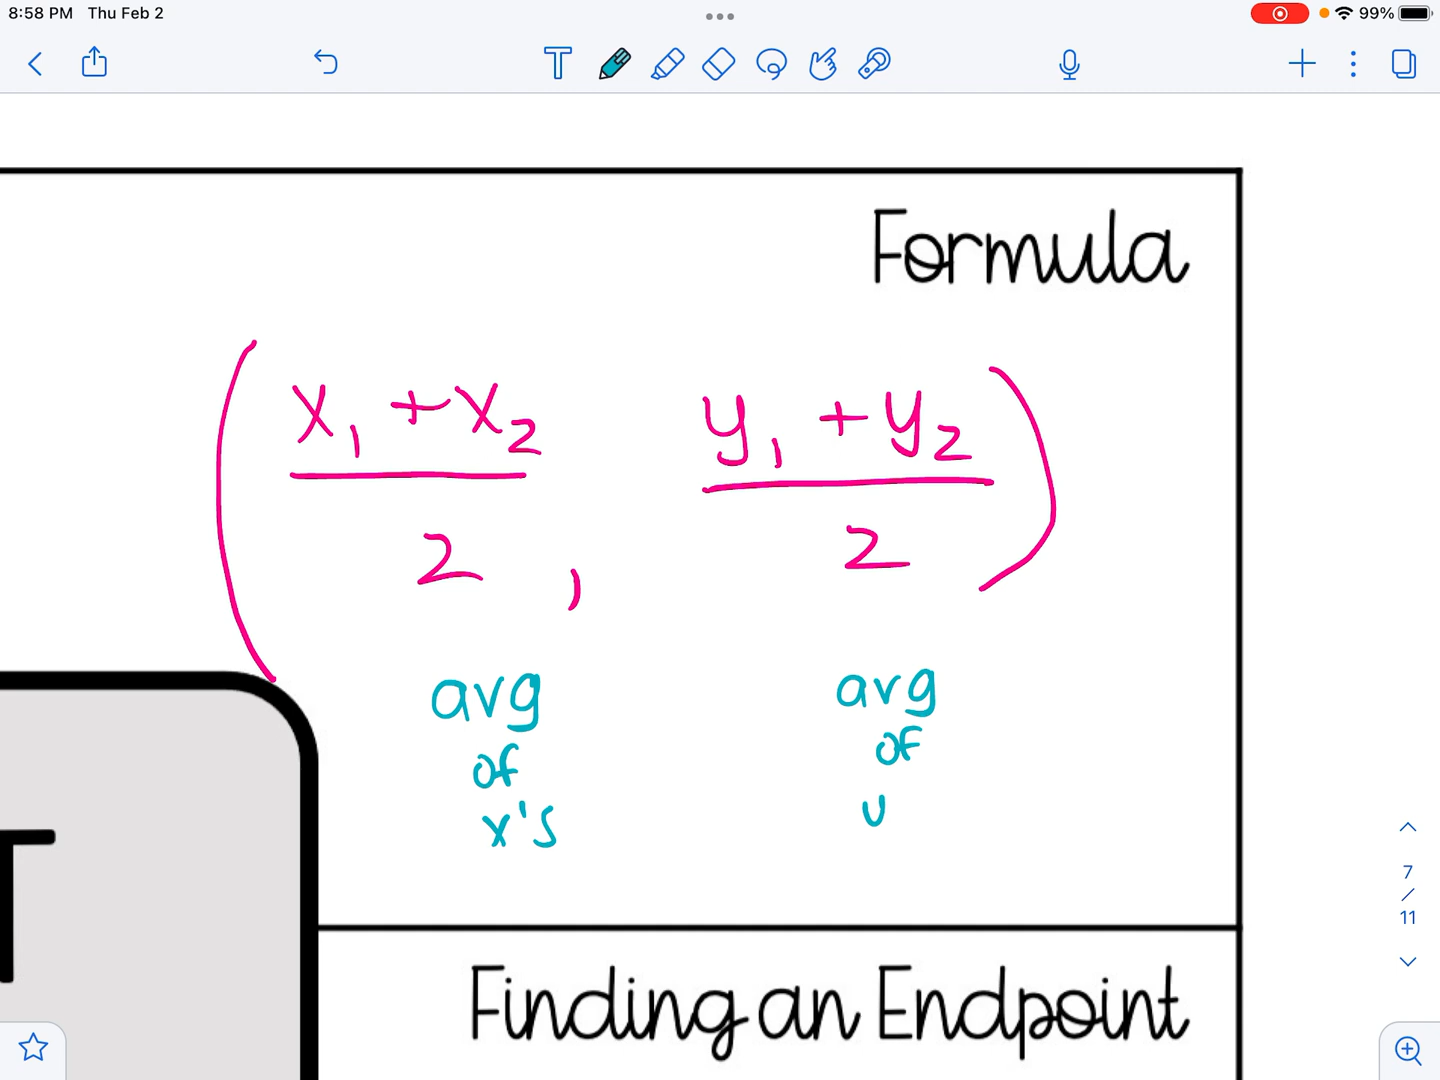 8:58 PM Thu Feb 2
99%
Formula
(x₁ + x₂ / 2, y₁ + y₂ / 2)
avg of x's
avg of
Finding an Endpoint
T
7 / 11